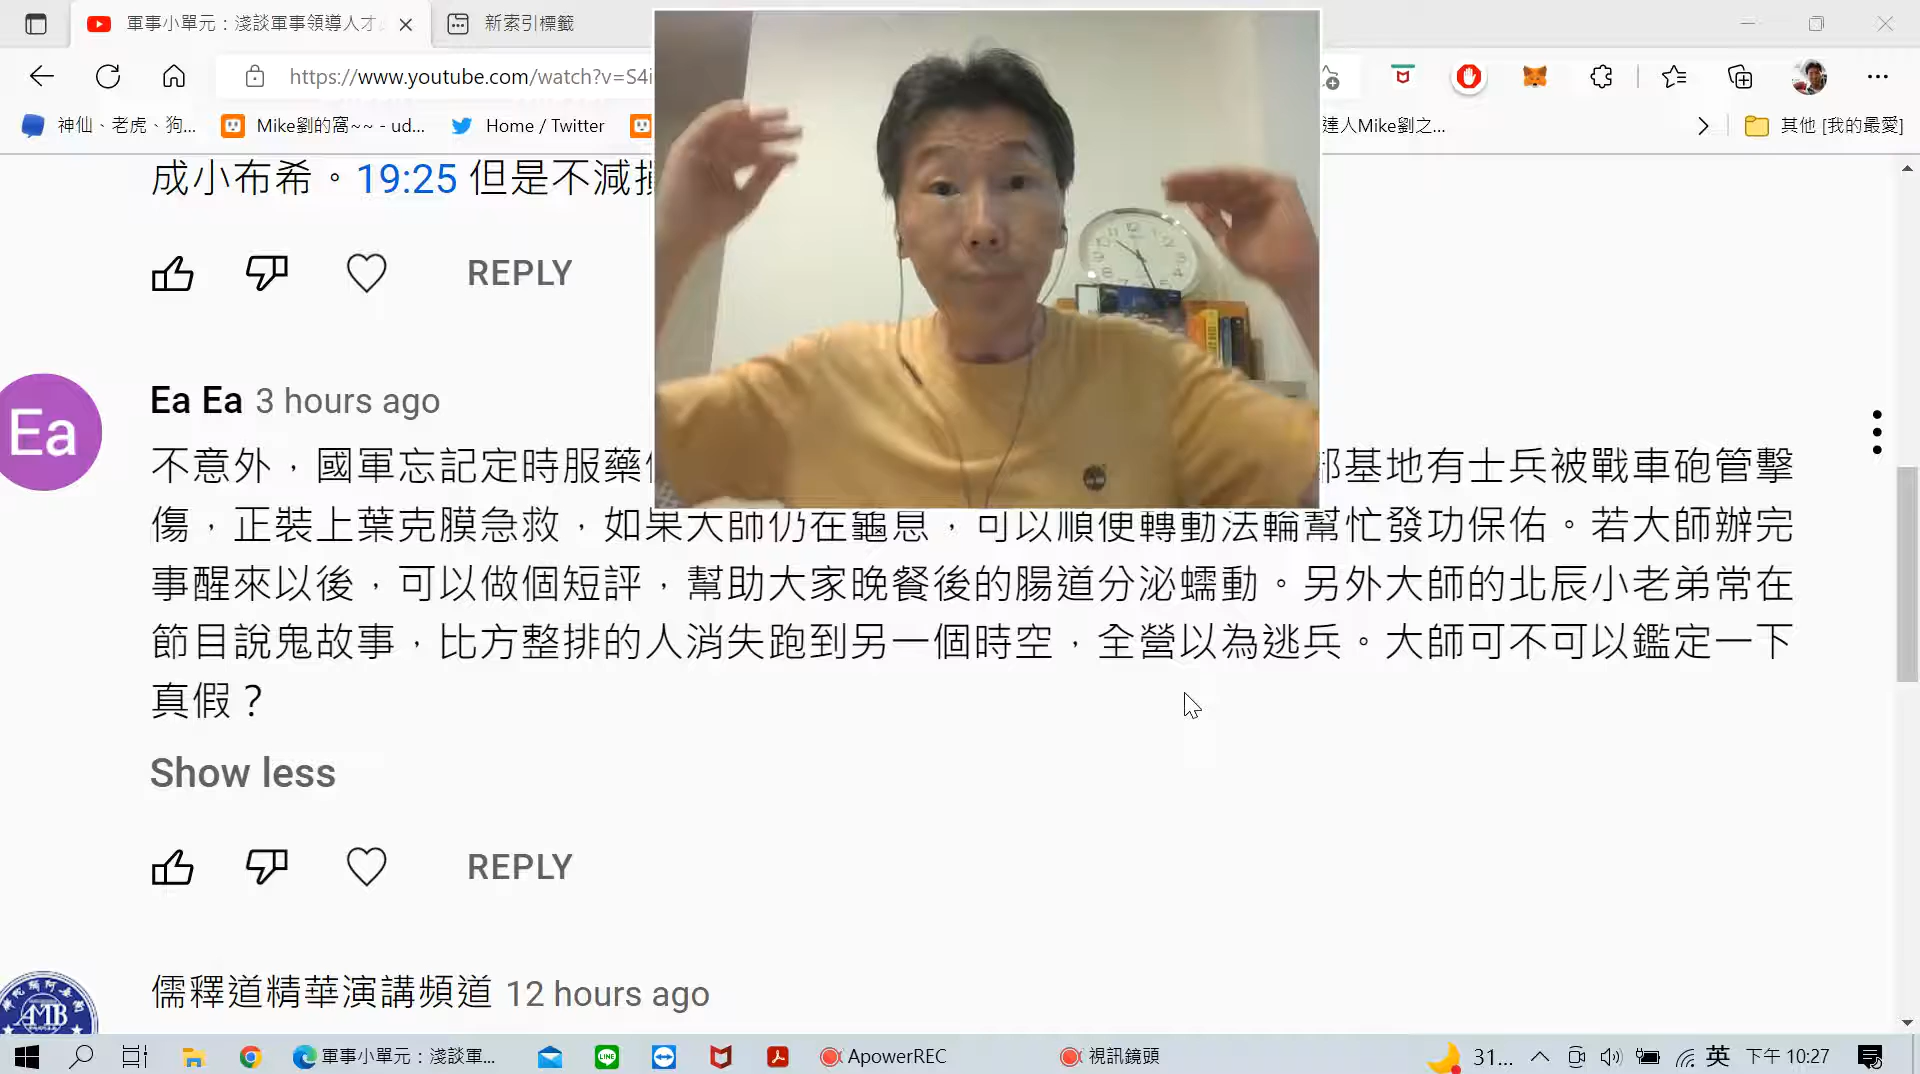 軍事小單元：淺談軍事領導人才
新索引標籤
https://www.youtube.com/watch?v=S4i
神仙、老虎、狗...
Mike劉的窩~~ - ud...
Home / Twitter
達人Mike劉之...
其他 [我的最愛]
成小布希。19:25 但是不減損
REPLY
Ea
Ea Ea 3 hours ago
不意外，國軍忘記定時服藥 部基地有士兵被戰車砲管擊
傷，正裝上葉克膜急救，如果大師仍在龜息，可以順便轉動法輪幫忙發功保佑。若大師辦完
事醒來以後，可以做個短評，幫助大家晚餐後的腸道分泌蠕動。另外大師的北辰小老弟常在
節目說鬼故事，比方整排的人消失跑到另一個時空，全營以為逃兵。大師可不可以鑑定一下
真假？
Show less
REPLY
儒釋道精華演講頻道 12 hours ago
AMB
軍事小單元：淺談軍...
LINE
ApowerREC
視訊鏡頭
31...
英
下午 10:27